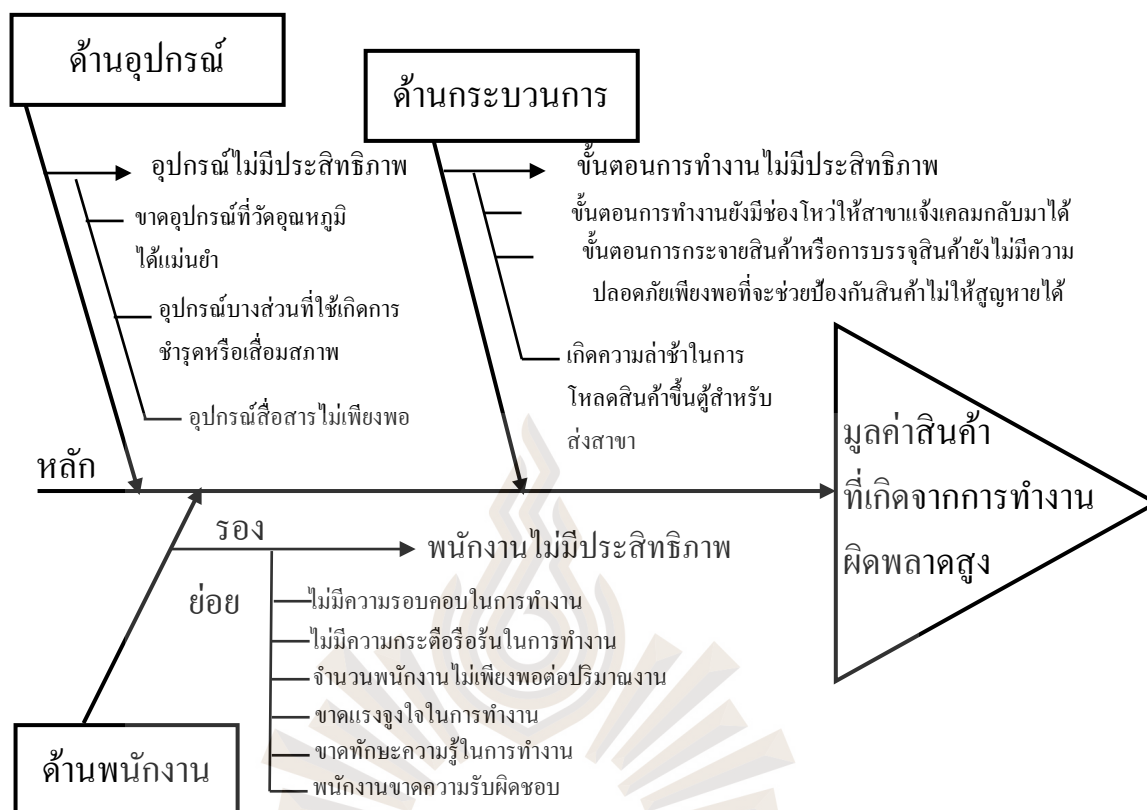 ด้านอุปกรณ์
ด้านกระบวนการ
อุปกรณ์ไม่มีประสิทธิภาพ
ขาดอุปกรณ์ที่วัดอุณหภูมิ
ได้แม่นยำ
อุปกรณ์บางส่วนที่ใช้เกิดการ
ชำรุดหรือเสื่อมสภาพ
อุปกรณ์สื่อสารไม่เพียงพอ
ขั้นตอนการทำงานไม่มีประสิทธิภาพ
ขั้นตอนการทำงานยังมีช่องโหว่ให้สาขาแจ้งเคลมกลับมาได้
ขั้นตอนการกระจายสินค้าหรือการบรรจุสินค้ายังไม่มีความ
ปลอดภัยเพียงพอที่จะช่วยป้องกันสินค้าไม่ให้สูญหายได้
เกิดความล่าช้าในการ
โหลดสินค้าขึ้นตู้สำหรับ
ส่งสาขา
มูลค่าสินค้า
ที่เกิดจากการทำงาน
ผิดพลาดสูง
หลัก
รอง
พนักงานไม่มีประสิทธิภาพ
ย่อย
ไม่มีความรอบคอบในการทำงาน
ไม่มีความกระตือรือร้นในการทำงาน
จำนวนพนักงานไม่เพียงพอต่อปริมาณงาน
ขาดแรงจูงใจในการทำงาน
ขาดทักษะความรู้ในการทำงาน
พนักงานขาดความรับผิดชอบ
ด้านพนักงาน